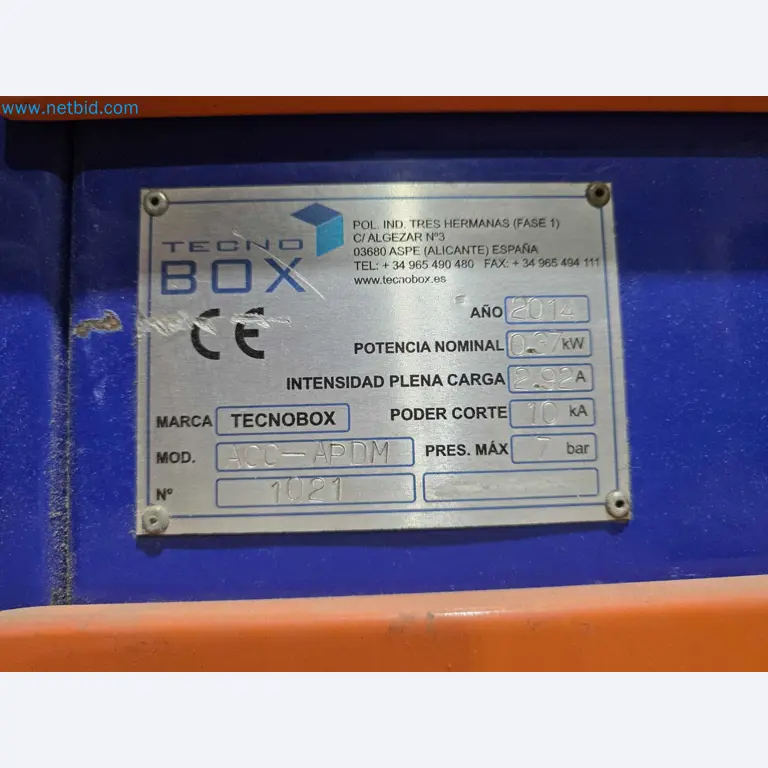 www.netbid.com
TECNO
BOX
POL. IND. TRES HERMANAS (FASE 1)
C/ ALGEZAR Nº3
03680 ASPE (ALICANTE) ESPAÑA
TEL: + 34 965 490 480 FAX: + 34 965 494 111
www.tecnobox.es
CE
AÑO 2014
POTENCIA NOMINAL 0.37 kW
INTENSIDAD PLENA CARGA 2.92 A
MARCA TECNOBOX PODER CORTE 10 kA
MOD. ACC-APDM PRES. MÁX 7 bar
Nº 1021